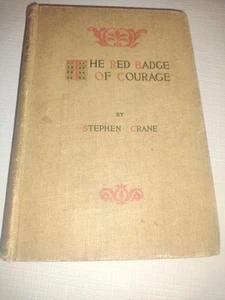 THE RED BADGE
OF COURAGE
BY
STEPHEN CRANE